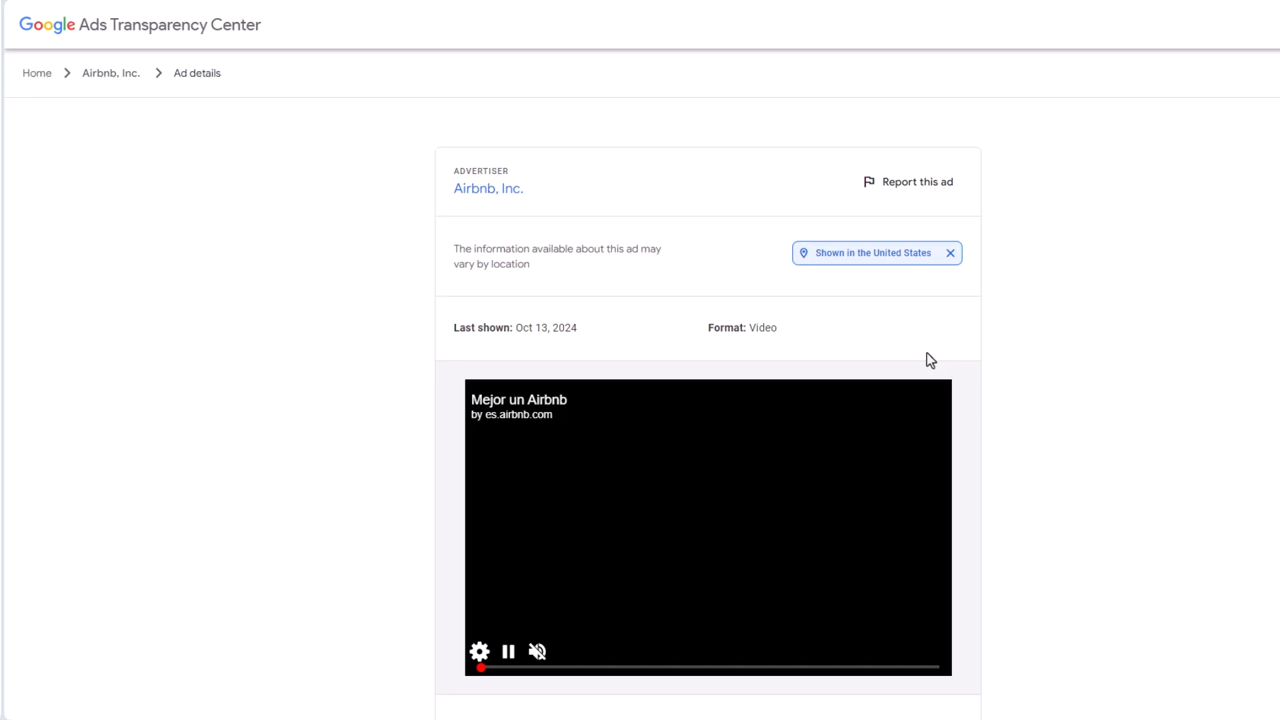 Google Ads Transparency Center
Home > Airbnb, Inc. > Ad details
ADVERTISER
Airbnb, Inc.
Report this ad
The information available about this ad may
vary by location
Shown in the United States
Last shown: Oct 13, 2024
Format: Video
Mejor un Airbnb
by es.airbnb.com